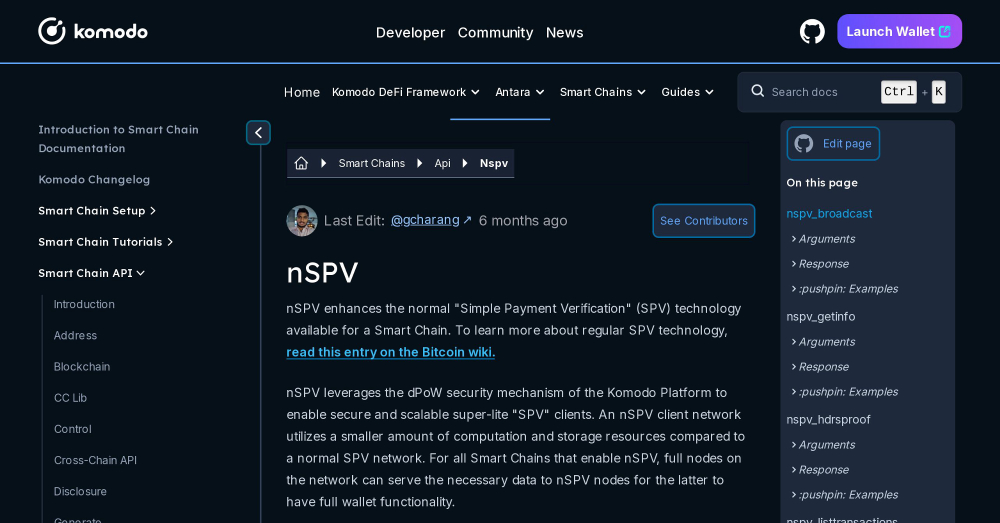 komodo
Developer Community News
Launch Wallet
Home Komodo DeFi Framework Antara Smart Chains Guides
Search docs Ctrl + K
Introduction to Smart Chain
Documentation
Komodo Changelog
Smart Chain Setup
Smart Chain Tutorials
Smart Chain API
Introduction
Address
Blockchain
CC Lib
Control
Cross-Chain API
Disclosure
Generate
Smart Chains Api Nspv
Last Edit: @gcharang ↗ 6 months ago
See Contributors
nSPV
nSPV enhances the normal "Simple Payment Verification" (SPV) technology
available for a Smart Chain. To learn more about regular SPV technology,
read this entry on the Bitcoin wiki.
nSPV leverages the dPoW security mechanism of the Komodo Platform to
enable secure and scalable super-lite "SPV" clients. An nSPV client network
utilizes a smaller amount of computation and storage resources compared to
a normal SPV network. For all Smart Chains that enable nSPV, full nodes on
the network can serve the necessary data to nSPV nodes for the latter to
have full wallet functionality.
Edit page
On this page
nspv_broadcast
Arguments
Response
:pushpin: Examples
nspv_getinfo
Arguments
Response
:pushpin: Examples
nspv_hdrsproof
Arguments
Response
:pushpin: Examples
nspv_listtransactions